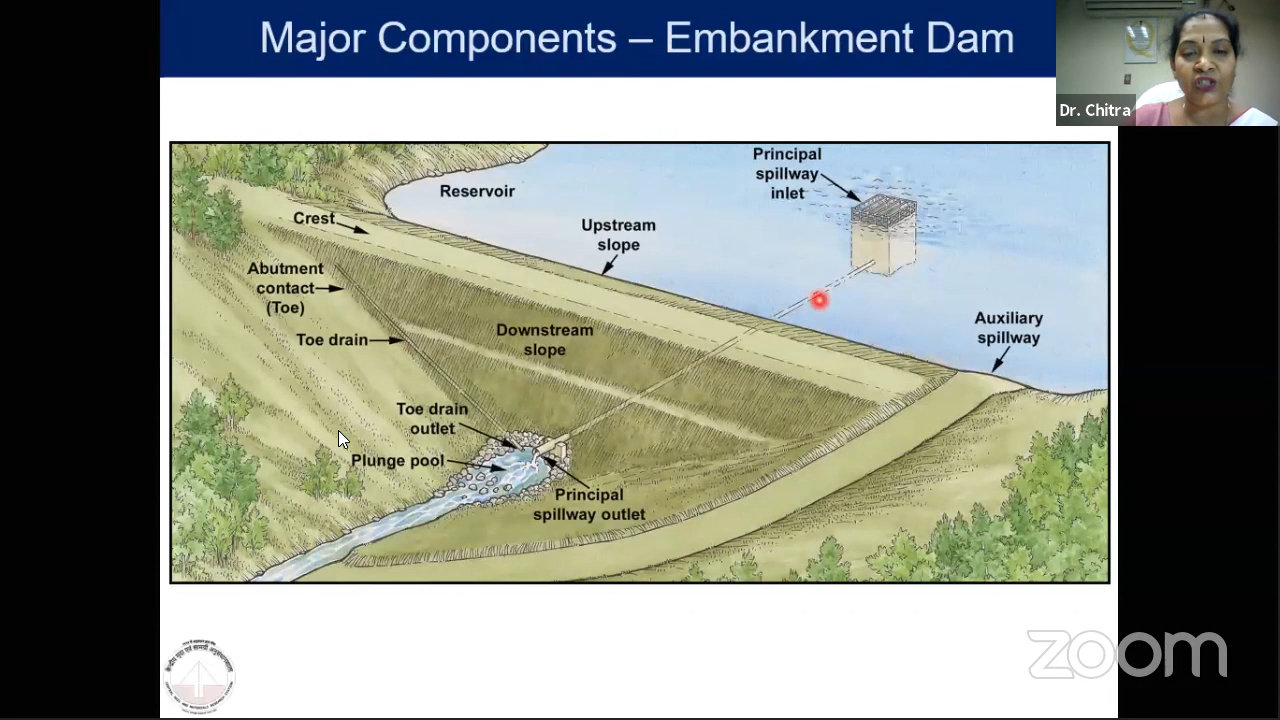 Major Components – Embankment Dam
Dr. Chitra
Principal
spillway
inlet
Reservoir
Crest
Upstream
slope
Abutment
contact
(Toe)
Toe drain
Downstream
slope
Auxiliary
spillway
Toe drain
outlet
Plunge pool
Principal
spillway outlet
zoom